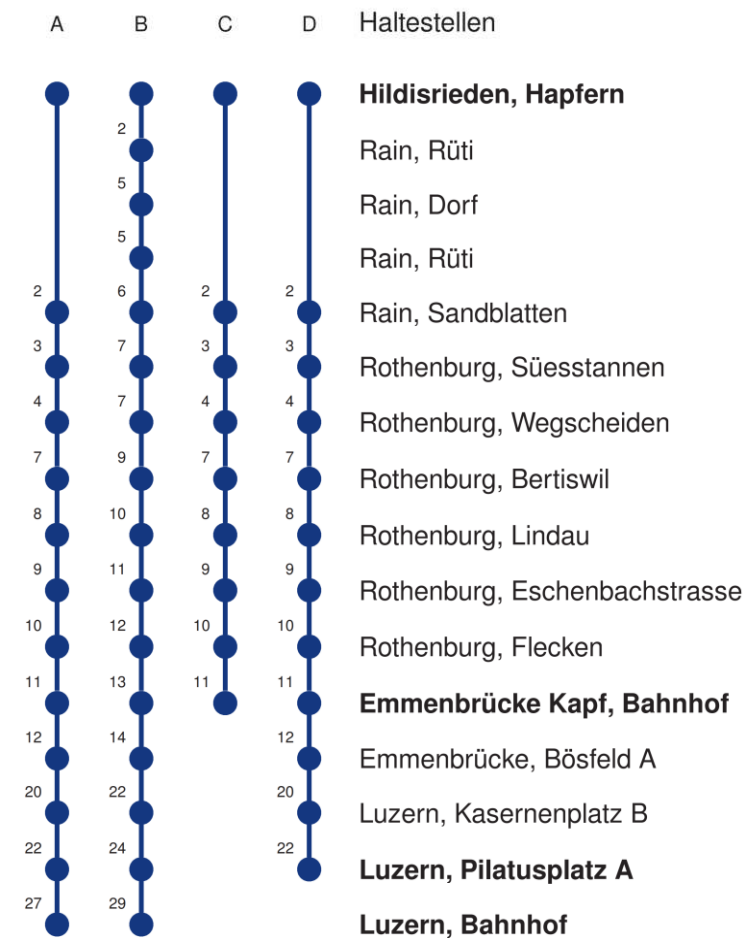 A B C D Haltestellen
Hildisrieden, Hapfern
2 Rain, Rüti
5 Rain, Dorf
5 Rain, Rüti
2 6 2 2 Rain, Sandblatten
3 7 3 3 Rothenburg, Süesstannen
4 7 4 4 Rothenburg, Wegscheiden
7 9 7 7 Rothenburg, Bertiswil
8 10 8 8 Rothenburg, Lindau
9 11 9 9 Rothenburg, Eschenbachstrasse
10 12 10 10 Rothenburg, Flecken
11 13 11 11 Emmenbrücke Kapf, Bahnhof
12 14 12 Emmenbrücke, Bösfeld A
20 22 20 Luzern, Kasernenplatz B
22 24 22 Luzern, Pilatusplatz A
27 29 Luzern, Bahnhof